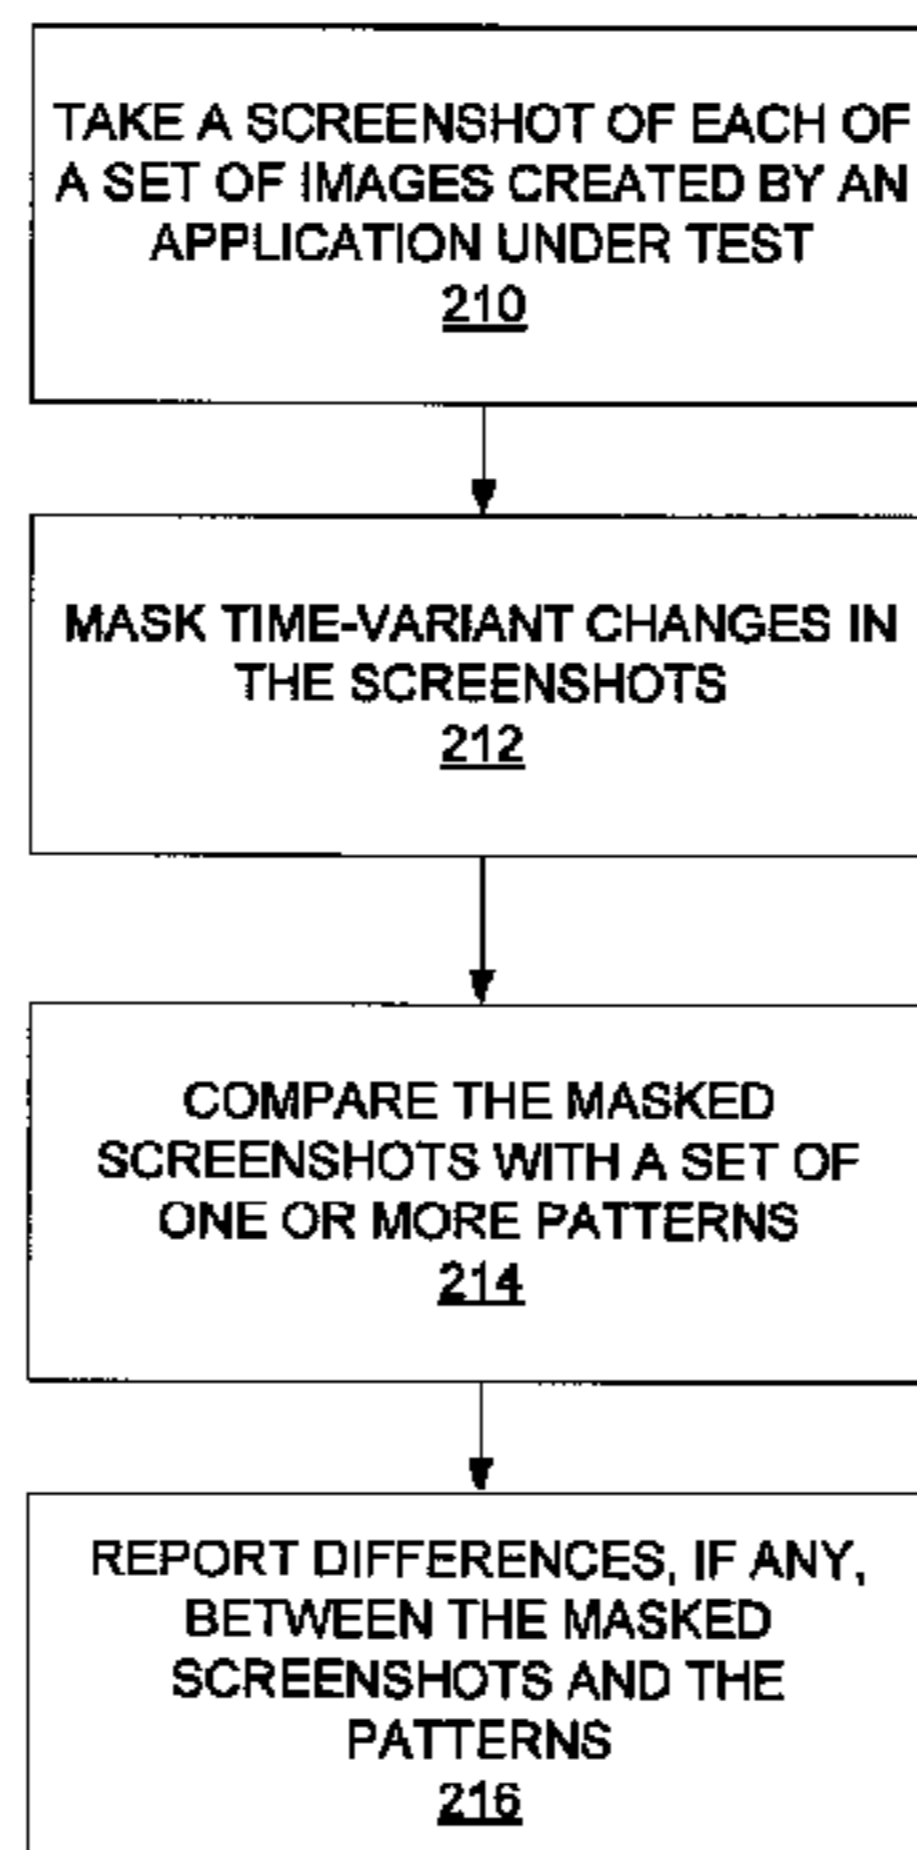 TAKE A SCREENSHOT OF EACH OF
A SET OF IMAGES CREATED BY AN
APPLICATION UNDER TEST
210
MASK TIME-VARIANT CHANGES IN
THE SCREENSHOTS
212
COMPARE THE MASKED
SCREENSHOTS WITH A SET OF
ONE OR MORE PATTERNS
214
REPORT DIFFERENCES, IF ANY,
BETWEEN THE MASKED
SCREENSHOTS AND THE
PATTERNS
216